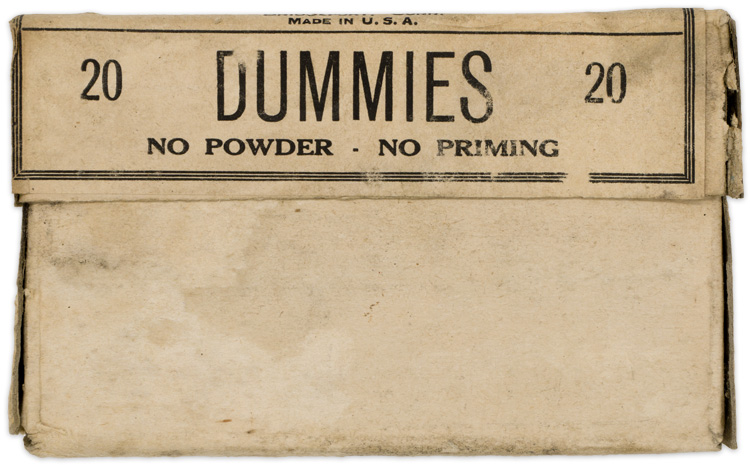 MADE IN U. S. A.
20 DUMMIES 20
NO POWDER - NO PRIMING